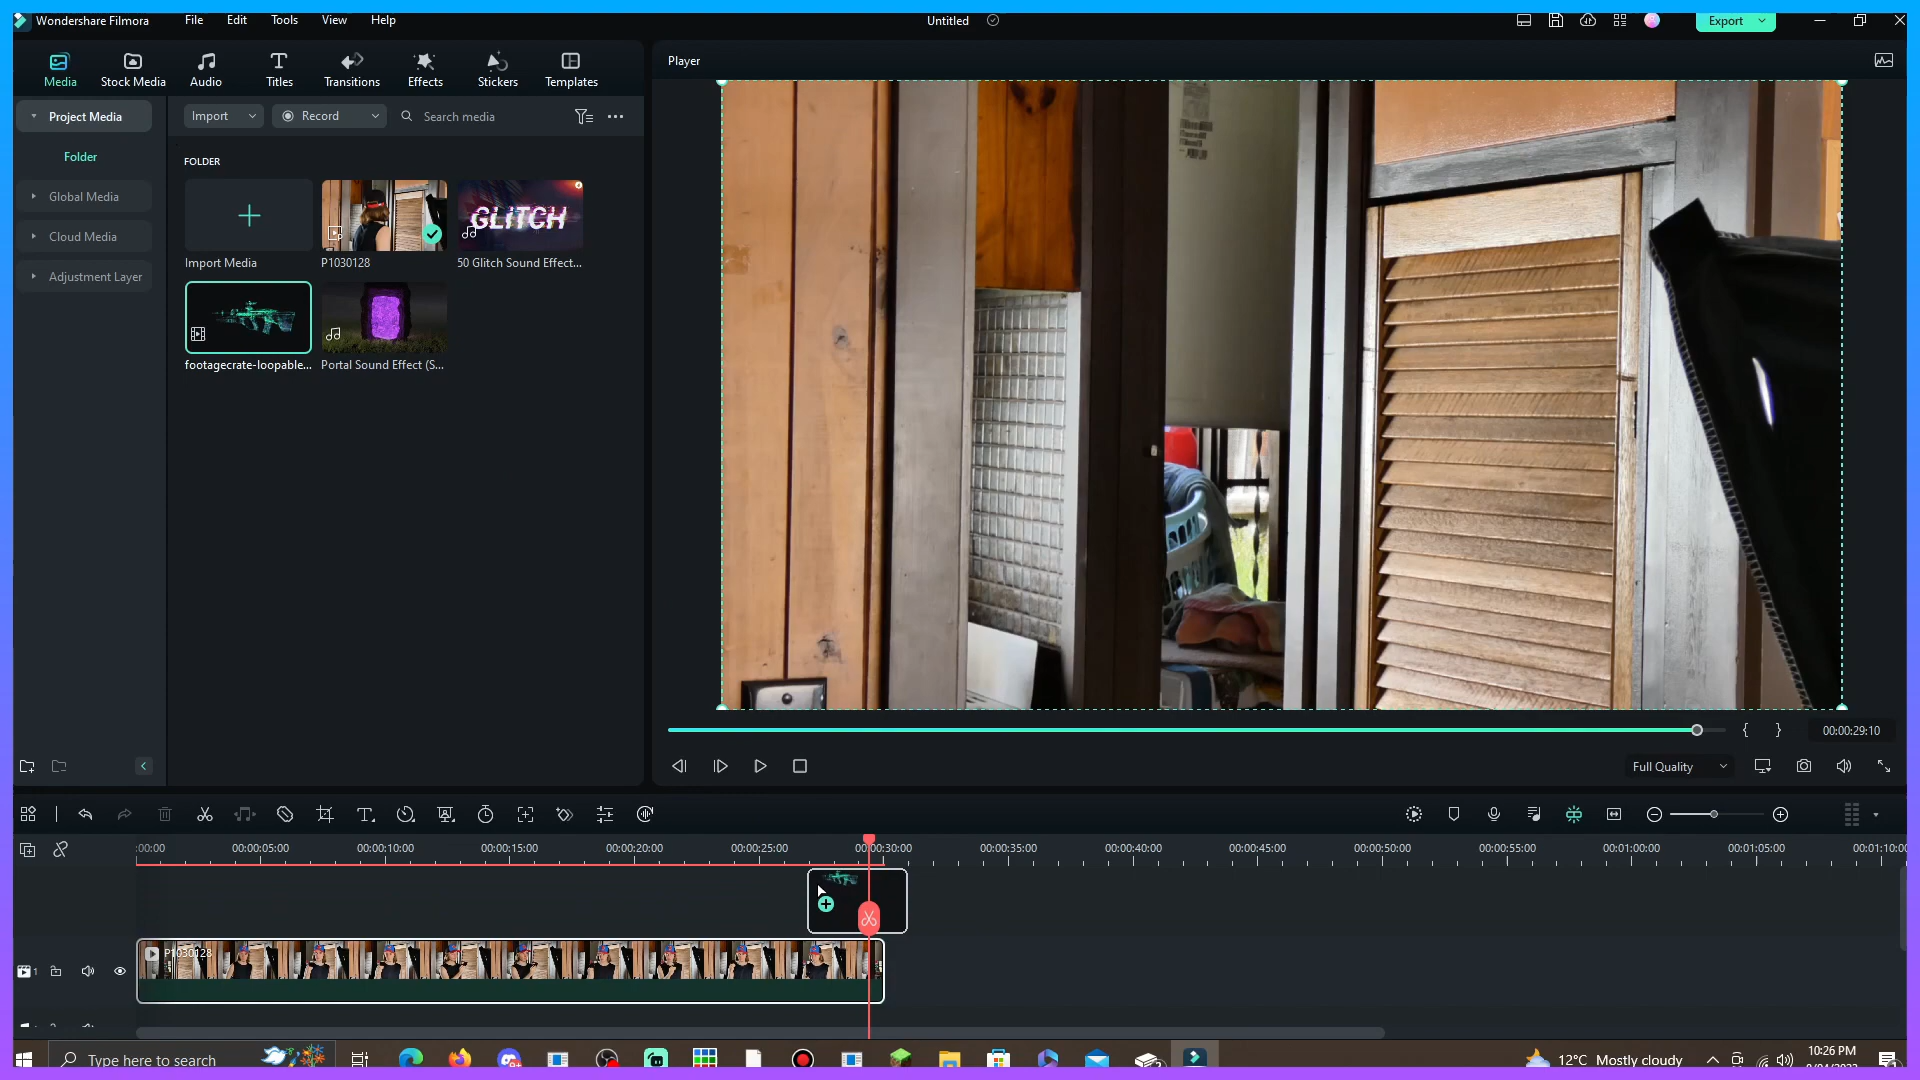 Wondershare Filmora
File
Edit
Tools
View
Help
Untitled
Export
Media
Stock Media
Audio
Titles
Transitions
Effects
Stickers
Templates
Player
Project Media
Import
Record
Search media
Folder
FOLDER
Global Media
Cloud Media
Adjustment Layer
GLITCH
Import Media
P1030128
50 Glitch Sound Effect...
footagecrate-loopable...
Portal Sound Effect (S...
{ }
00:00:29:10
Full Quality
:00:00
00:00:05:00
00:00:10:00
00:00:15:00
00:00:20:00
00:00:25:00
00:00:30:00
00:00:35:00
00:00:40:00
00:00:45:00
00:00:50:00
00:00:55:00
00:01:00:00
00:01:05:00
00:01:10:00
P1030128
1
Type here to search
12°C Mostly cloudy
10:26 PM